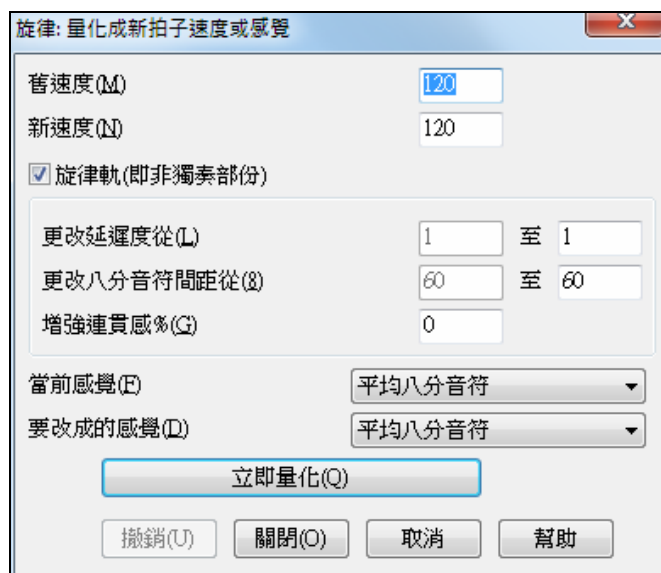 旋律: 量化成新拍子速度或感覺
舊速度(M) 120
新速度(N) 120
旋律軌(即非獨奏部份)
更改延遲度從(L) 1 至 1
更改八分音符間距從(8) 60 至 60
增強連貫感%(G) 0
當前感覺(F) 平均八分音符
要改成的感覺(D) 平均八分音符
立即量化(Q)
撤銷(U) 關閉(O) 取消 幫助